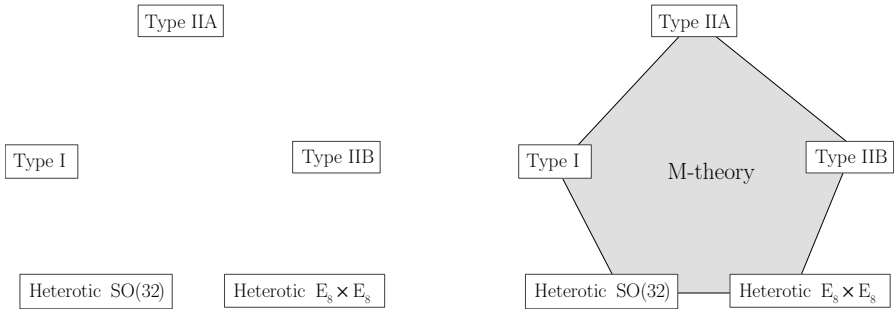 Type IIA
Type I
Type IIB
Heterotic SO(32)
Heterotic E₈ × E₈
Type IIA
Type I
Type IIB
M-theory
Heterotic SO(32)
Heterotic E₈ × E₈